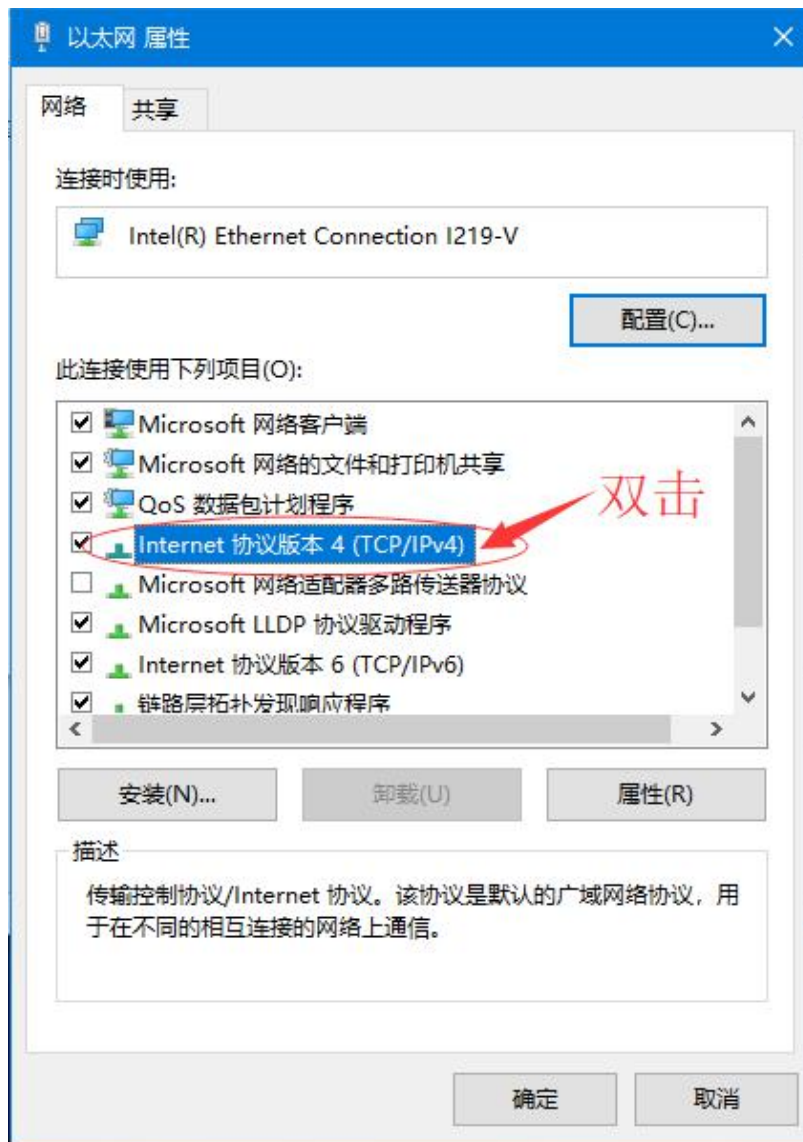 以太网 属性
网络
共享
连接时使用:
Intel(R) Ethernet Connection I219-V
配置(C)...
此连接使用下列项目(O):
Microsoft 网络客户端
Microsoft 网络的文件和打印机共享
QoS 数据包计划程序
双击
Internet 协议版本 4 (TCP/IPv4)
Microsoft 网络适配器多路传送器协议
Microsoft LLDP 协议驱动程序
Internet 协议版本 6 (TCP/IPv6)
链路层拓扑发现响应程序
安装(N)...
卸载(U)
属性(R)
描述
传输控制协议/Internet 协议。该协议是默认的广域网络协议，用
于在不同的相互连接的网络上通信。
确定
取消